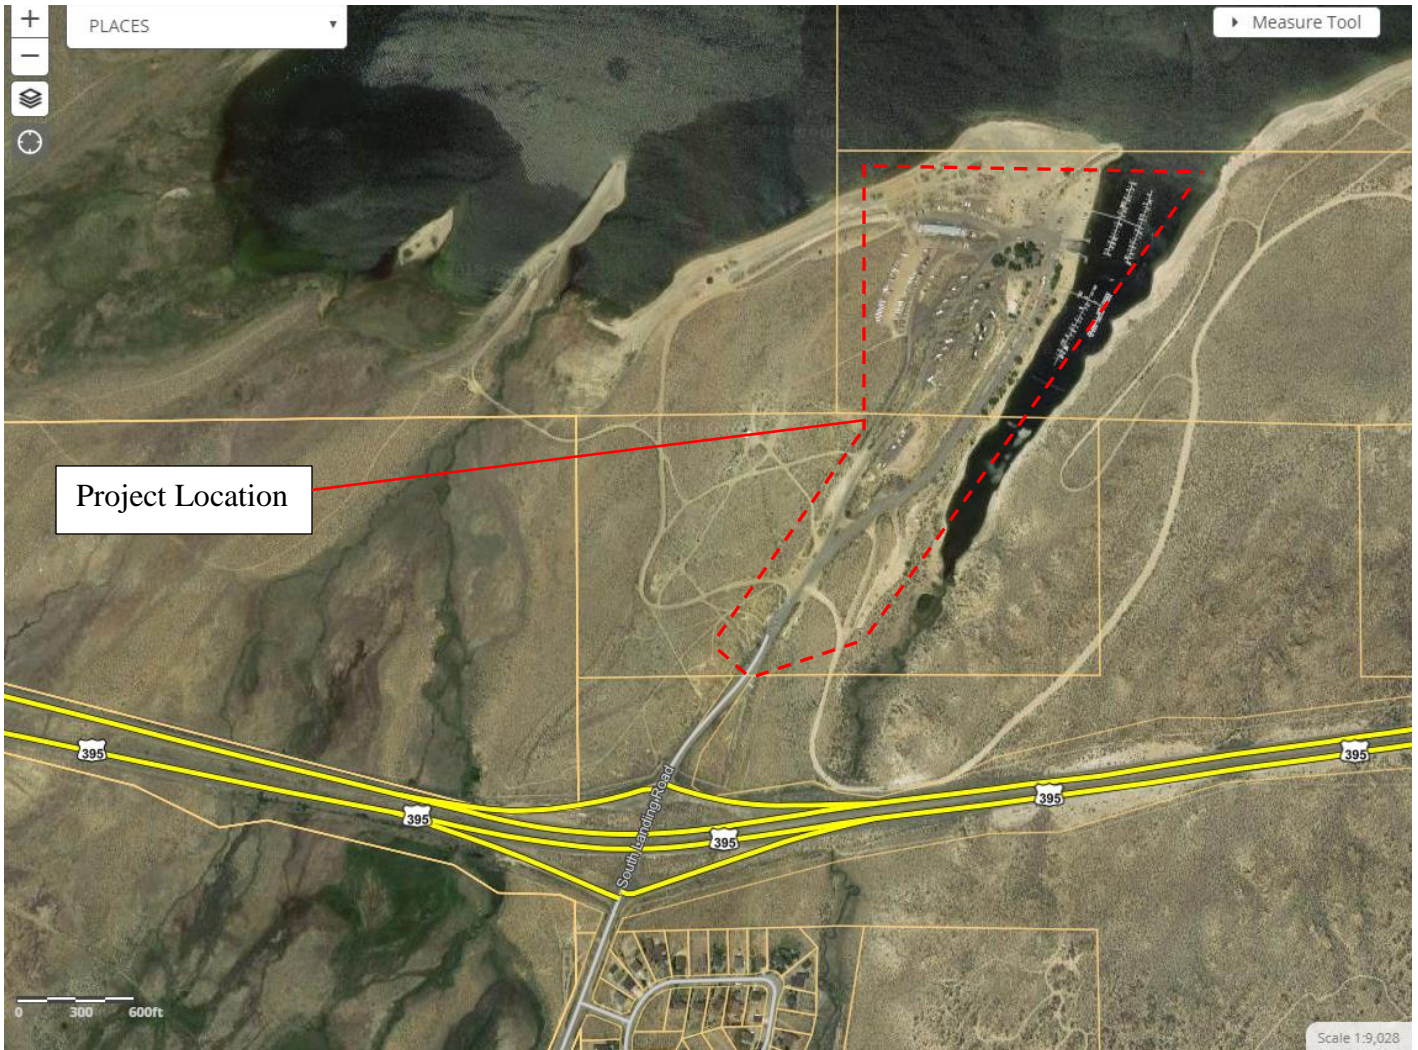 +
PLACES
Measure Tool
−
Project Location
395
395
395
395
395
South Landing Road
0 300 600ft
Scale 1:9,028